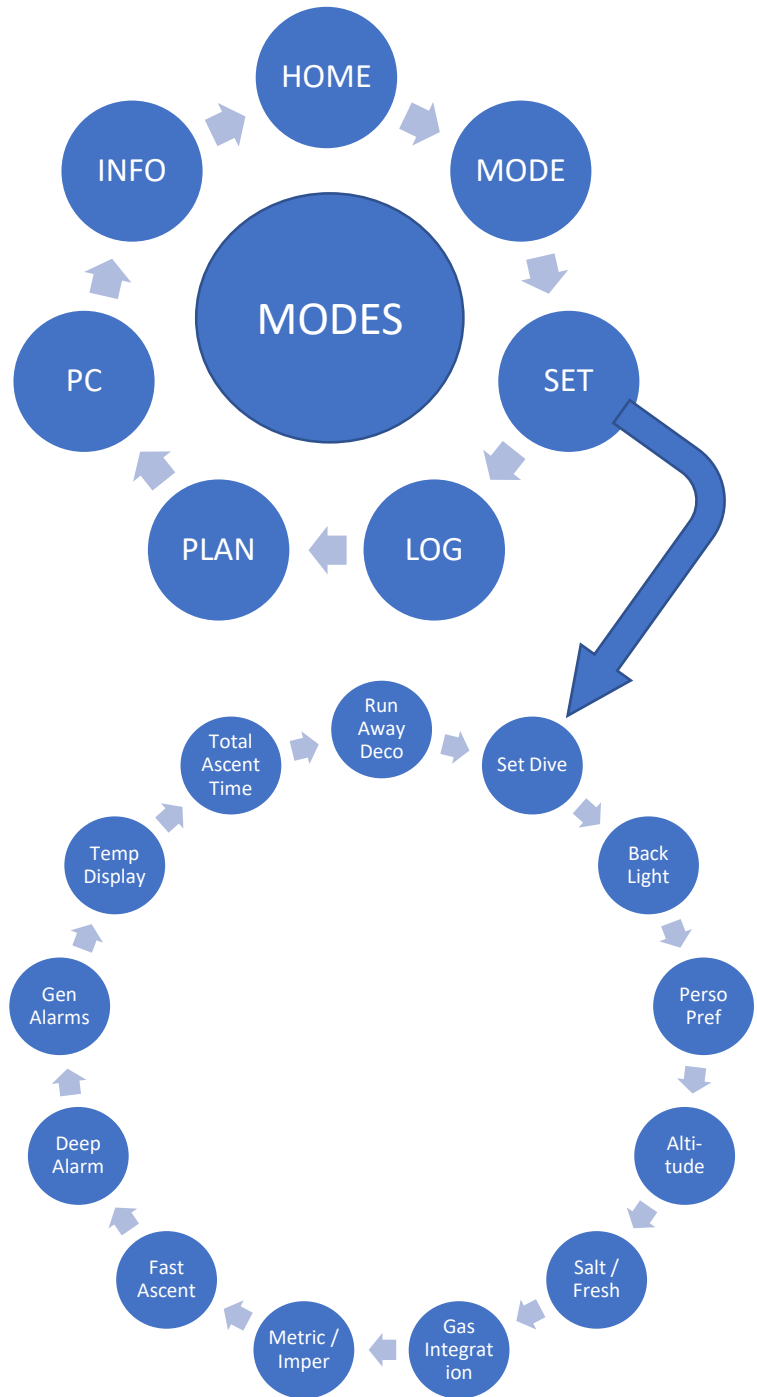 HOME
MODE
SET
LOG
PLAN
PC
INFO
MODES
Set Dive
Back
Light
Perso
Pref
Alti-
tude
Salt /
Fresh
Gas
Integrat
ion
Metric /
Imper
Fast
Ascent
Deep
Alarm
Gen
Alarms
Temp
Display
Total
Ascent
Time
Run
Away
Deco